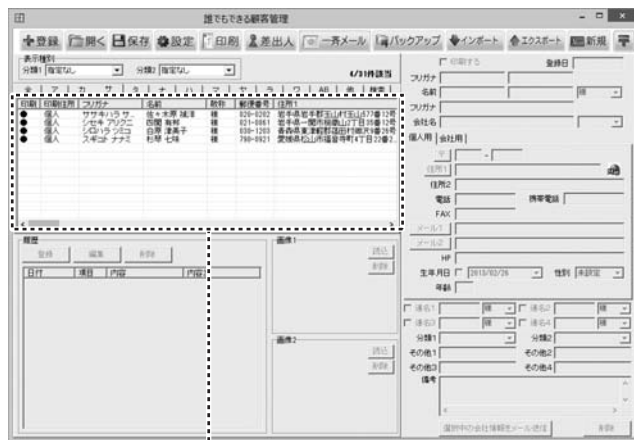 誰でもできる顧客管理
登録 開く 保存 設定 印刷 差出人 一斉メール バックアップ インポート エクスポート 新規
表示種別
分類1 指定なし 分類2 指定なし 4/31件該当
全 ア カ サ タ ナ ハ マ ヤ ラ ワ AB 他 検索
印刷 印刷住所 フリガナ 名前 敬称 郵便番号 住所1
● 個人 ササキハラ サ.. 佐々木原 誠洋 様 020-0202
● 個人 シセキ アリクニ 様 021-0861
● 個人 シロハラ ツミコ 白原 津美子 様 030-1203
● 個人 スギコト ナナミ 杉琴 七味 様 790-0921
履歴
登録 編集 削除
日付 項目 内容 内容
画像1
読込
削除
画像2
読込
削除
印刷する 登録日
フリガナ
名前 様
フリガナ
会社名
個人用 会社用
〒 -
住所1
住所2
電話 携帯電話
FAX
メール1
メール2
HP
生年月日 2013/02/26 性別 未設定
年齢
連名1 様 連名2 様
連名3 様 連名4 様
分類1 分類2
その他1 その他2
その他3 その他4
備考
選択中の会社情報をメール送信 削除